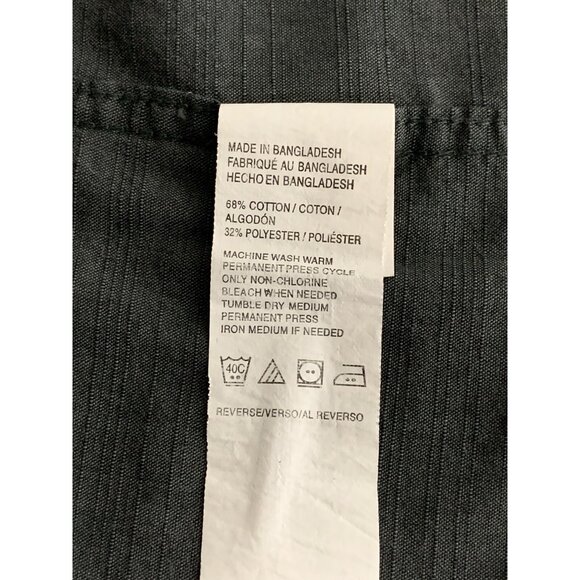 MADE IN BANGLADESH
FABRIQUÉ AU BANGLADESH
HECHO EN BANGLADESH
68% COTTON / COTON /
ALGODÓN
32% POLYESTER / POLIÉSTER
MACHINE WASH WARM
PERMANENT PRESS CYCLE
ONLY NON-CHLORINE
BLEACH WHEN NEEDED
TUMBLE DRY MEDIUM
PERMANENT PRESS
IRON MEDIUM IF NEEDED
40C
REVERSE/VERSO/AL REVERSO